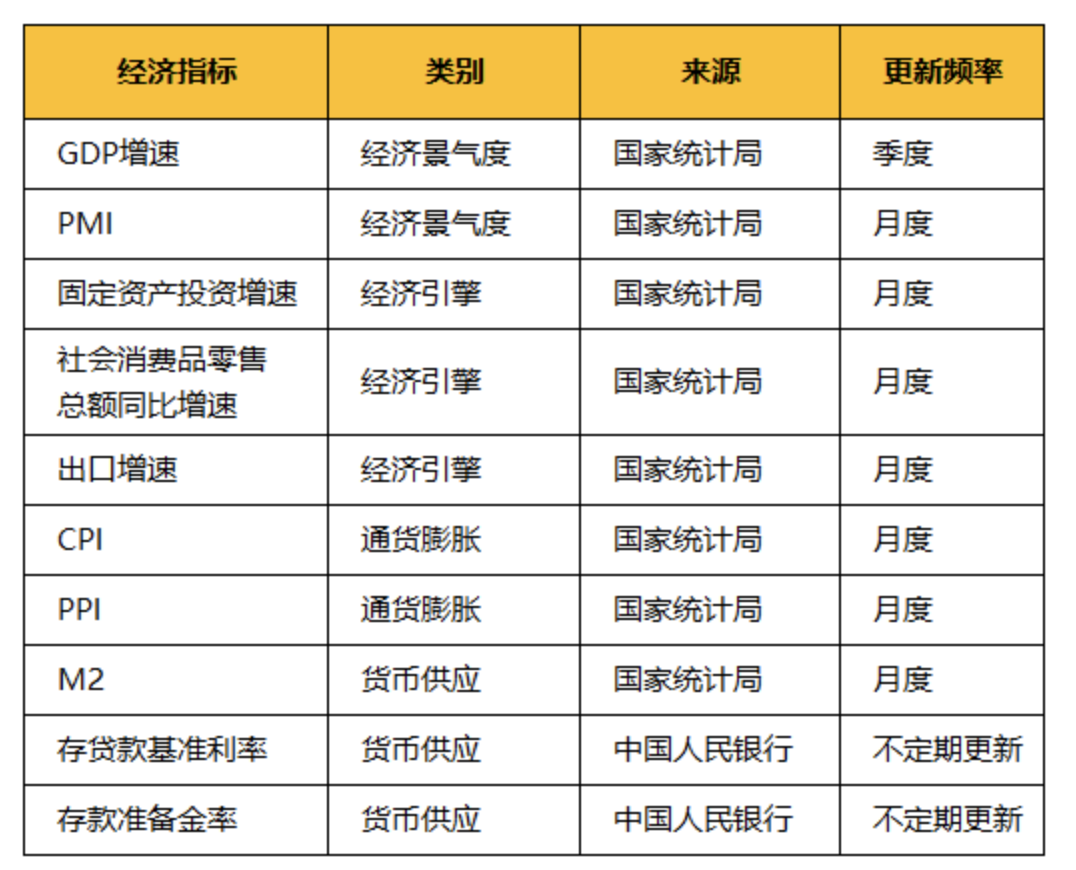 经济指标 类别 来源 更新频率
GDP增速 经济景气度 国家统计局 季度
PMI 经济景气度 国家统计局 月度
固定资产投资增速 经济引擎 国家统计局 月度
社会消费品零售
总额同比增速 经济引擎 国家统计局 月度
出口增速 经济引擎 国家统计局 月度
CPI 通货膨胀 国家统计局 月度
PPI 通货膨胀 国家统计局 月度
M2 货币供应 国家统计局 月度
存贷款基准利率 货币供应 中国人民银行 不定期更新
存款准备金率 货币供应 中国人民银行 不定期更新